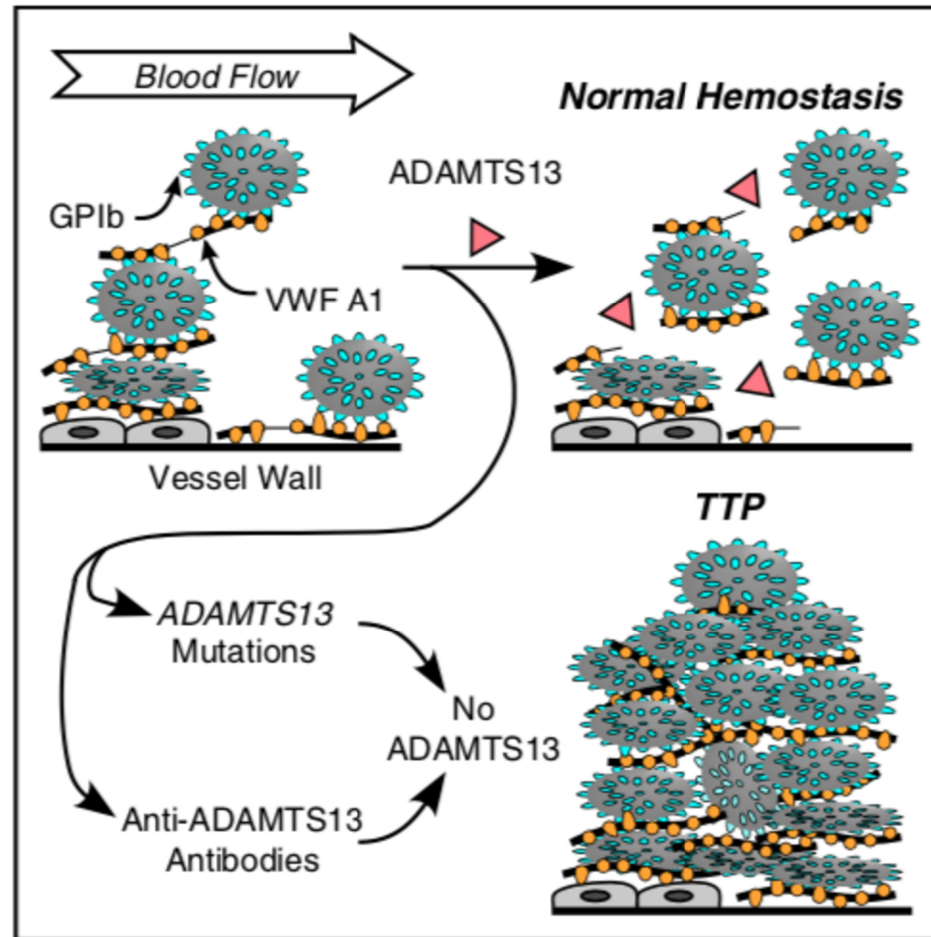 Blood Flow
Normal Hemostasis
ADAMTS13
GPIb
VWF A1
Vessel Wall
TTP
ADAMTS13
Mutations
No
ADAMTS13
Anti-ADAMTS13
Antibodies